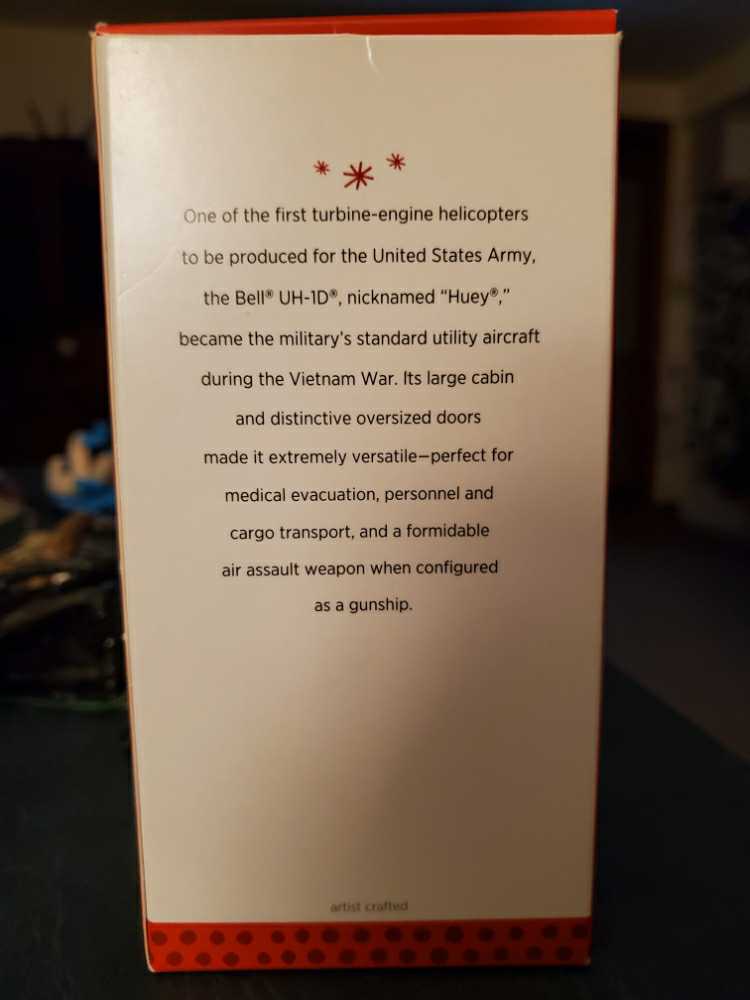 One of the first turbine-engine helicopters
to be produced for the United States Army,
the Bell® UH-1D®, nicknamed “Huey®,”
became the military’s standard utility aircraft
during the Vietnam War. Its large cabin
and distinctive oversized doors
made it extremely versatile—perfect for
medical evacuation, personnel and
cargo transport, and a formidable
air assault weapon when configured
as a gunship.
artist crafted